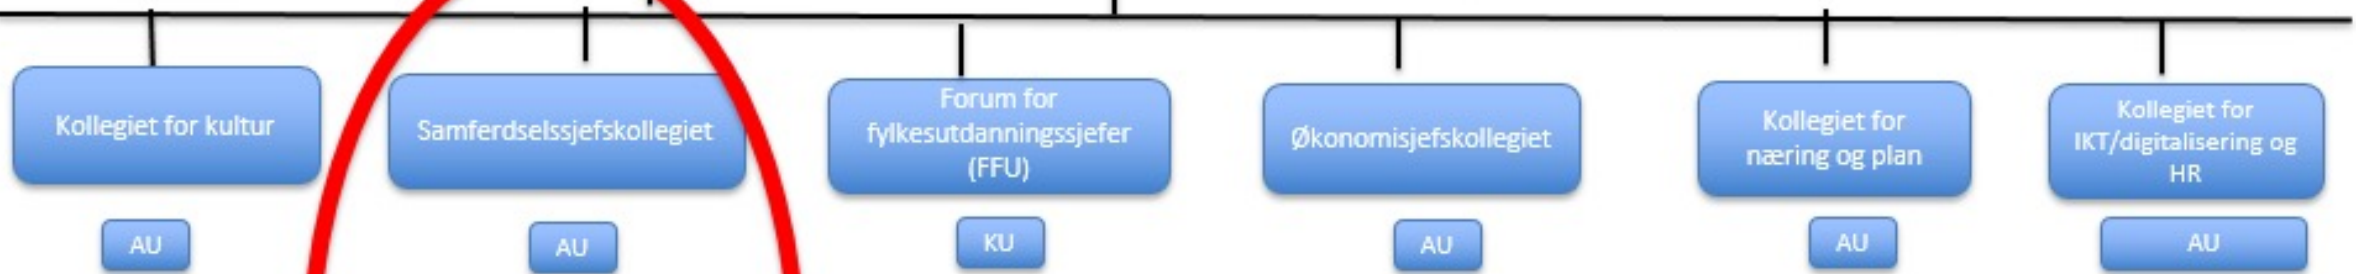 Kollegiet for kultur
Samferdselssjefskollegiet
Forum for
fylkesutdanningssjefer
(FFU)
Økonomisjefskollegiet
Kollegiet for
næring og plan
Kollegiet for
IKT/digitalisering og
HR
AU
AU
KU
AU
AU
AU